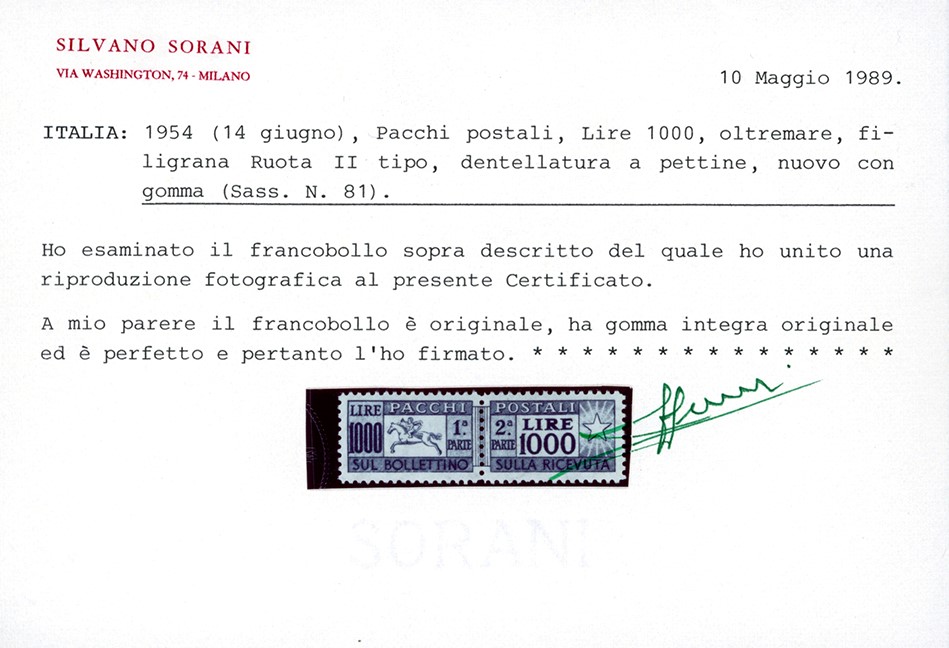 SILVANO SORANI
VIA WASHINGTON, 74 - MILANO
10 Maggio 1989.
ITALIA: 1954 (14 giugno), Pacchi postali, Lire 1000, oltremare, fi-
ligrana Ruota II tipo, dentellatura a pettine, nuovo con
gomma (Sass. N. 81).
Ho esaminato il francobollo sopra descritto del quale ho unito una
riproduzione fotografica al presente Certificato.
A mio parere il francobollo è originale, ha gomma integra originale
ed è perfetto e pertanto l'ho firmato. * * * * * * * * * * * * * * *
LIRE PACCHI POSTALI
1000 1ª PARTE 2ª PARTE LIRE 1000
SUL BOLLETTINO SULLA RICEVUTA
SORANI